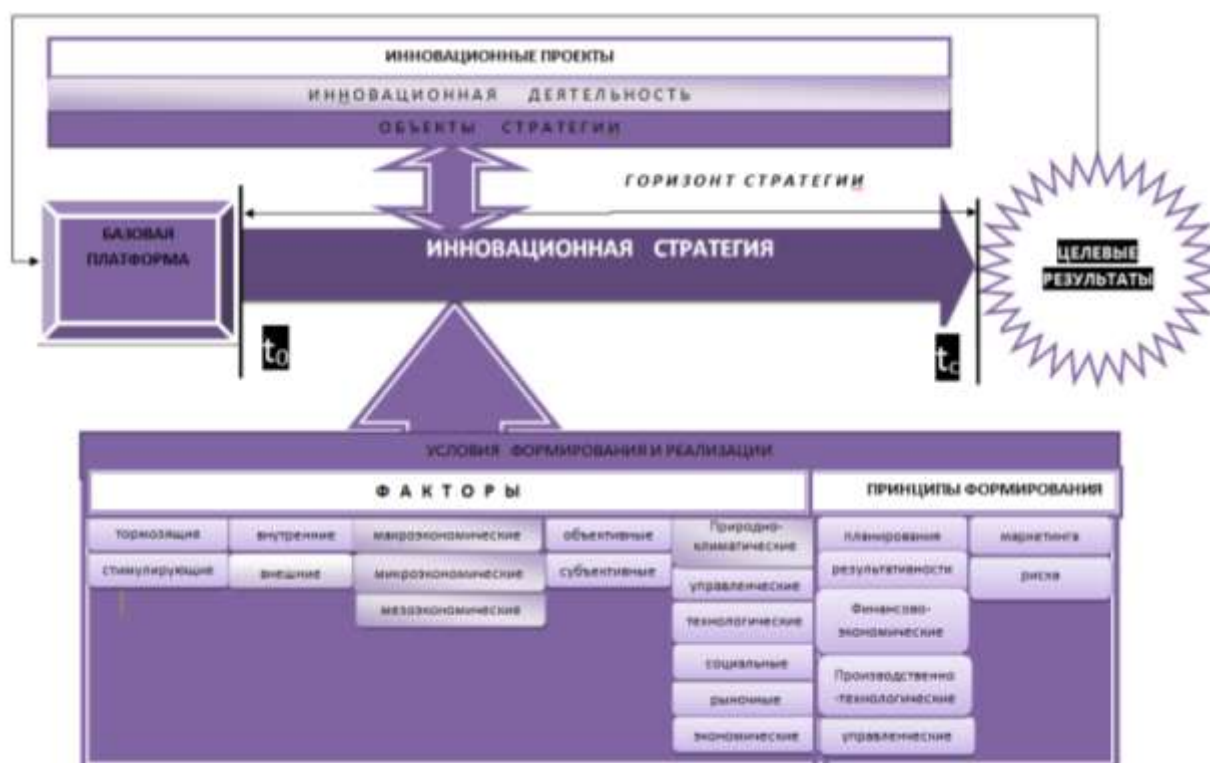 ИННОВАЦИОННЫЕ ПРОЕКТЫ
ИННОВАЦИОННАЯ ДЕЯТЕЛЬНОСТЬ
ОБЪЕКТЫ СТРАТЕГИИ
ГОРИЗОНТ СТРАТЕГИИ
БАЗОВАЯ
ПЛАТФОРМА
ИННОВАЦИОННАЯ СТРАТЕГИЯ
ЦЕЛЕВЫЕ
РЕЗУЛЬТАТЫ
t₀
tc
УСЛОВИЯ ФОРМИРОВАНИЯ И РЕАЛИЗАЦИИ
ФАКТОРЫ
ПРИНЦИПЫ ФОРМИРОВАНИЯ
тормозящие
стимулирующие
внутренние
внешние
макроэкономические
микроэкономические
мезоэкономические
объективные
субъективные
Природно-
климатические
управленческие
технологические
социальные
рыночные
экономические
планирования
результативности
Финансово-
экономические
Производственно
-технологические
управленческие
маркетинга
риска